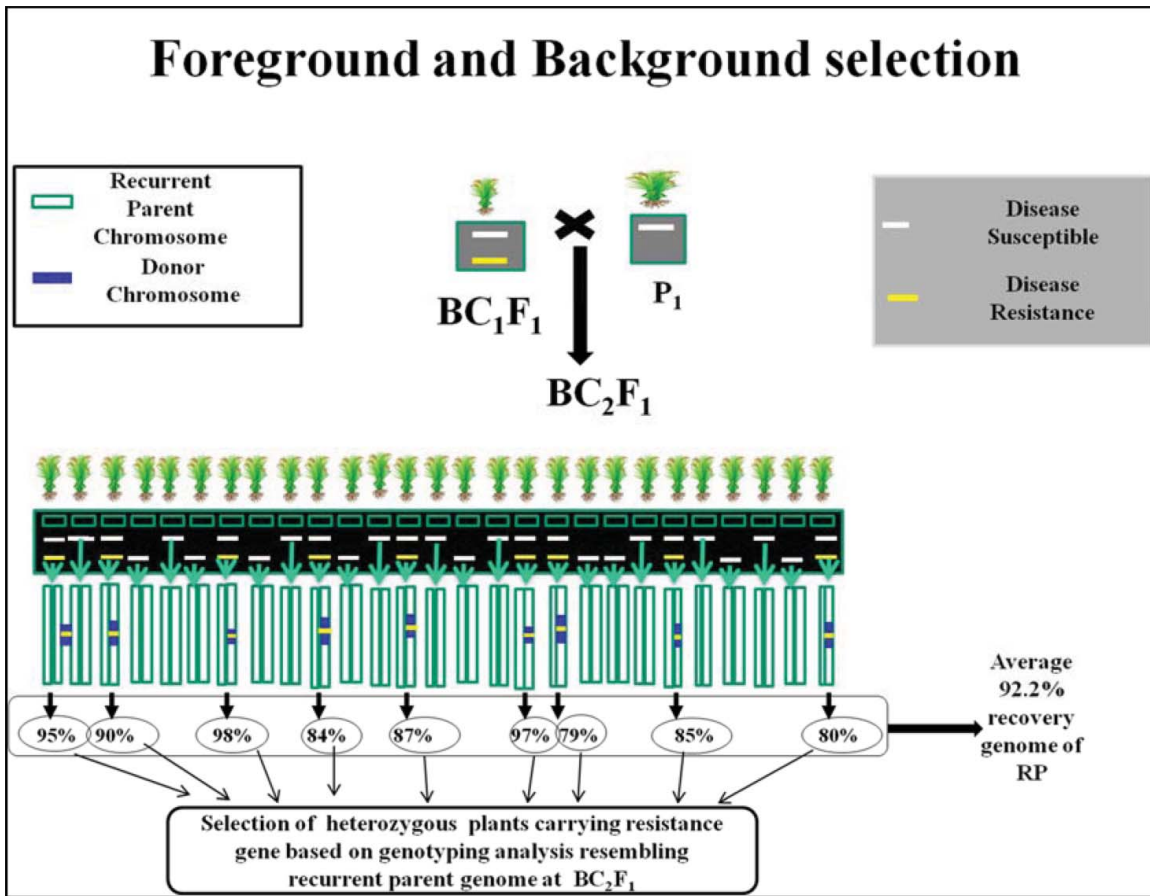 Foreground and Background selection
Recurrent
Parent
Chromosome
Donor
Chromosome
BC₁F₁
P₁
Disease
Susceptible
Disease
Resistance
BC₂F₁
95% 90% 98% 84% 87% 97% 79% 85% 80%
Average
92.2%
recovery
genome of
RP
Selection of heterozygous plants carrying resistance
gene based on genotyping analysis resembling
recurrent parent genome at BC₂F₁